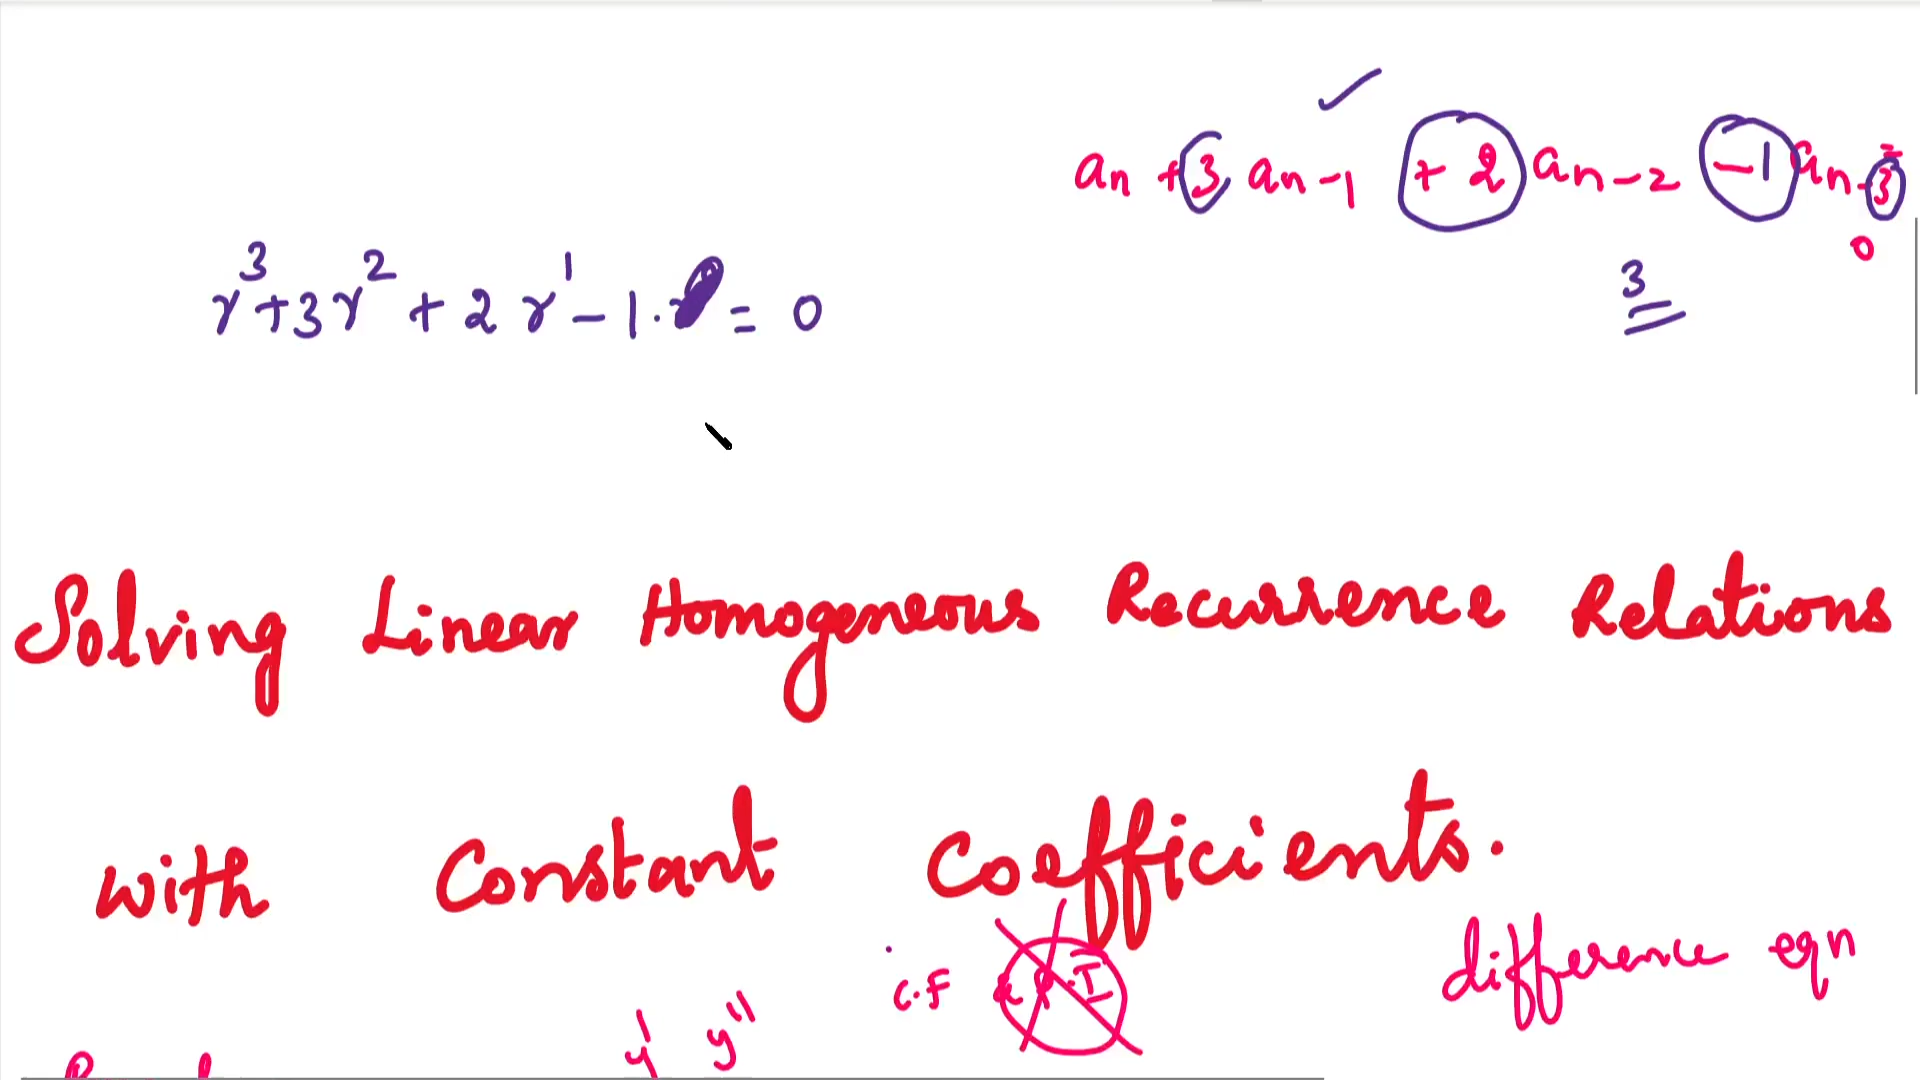 aₙ + 3 aₙ₋₁ + 2 aₙ₋₂ - 1 aₙ₋₃ =
0
3
r³ + 3r² + 2r¹ - 1 . = 0
Solving Linear Homogeneous Recurrence Relations
with Constant Coefficients.
difference eqn
C.F & P.I
y' y''